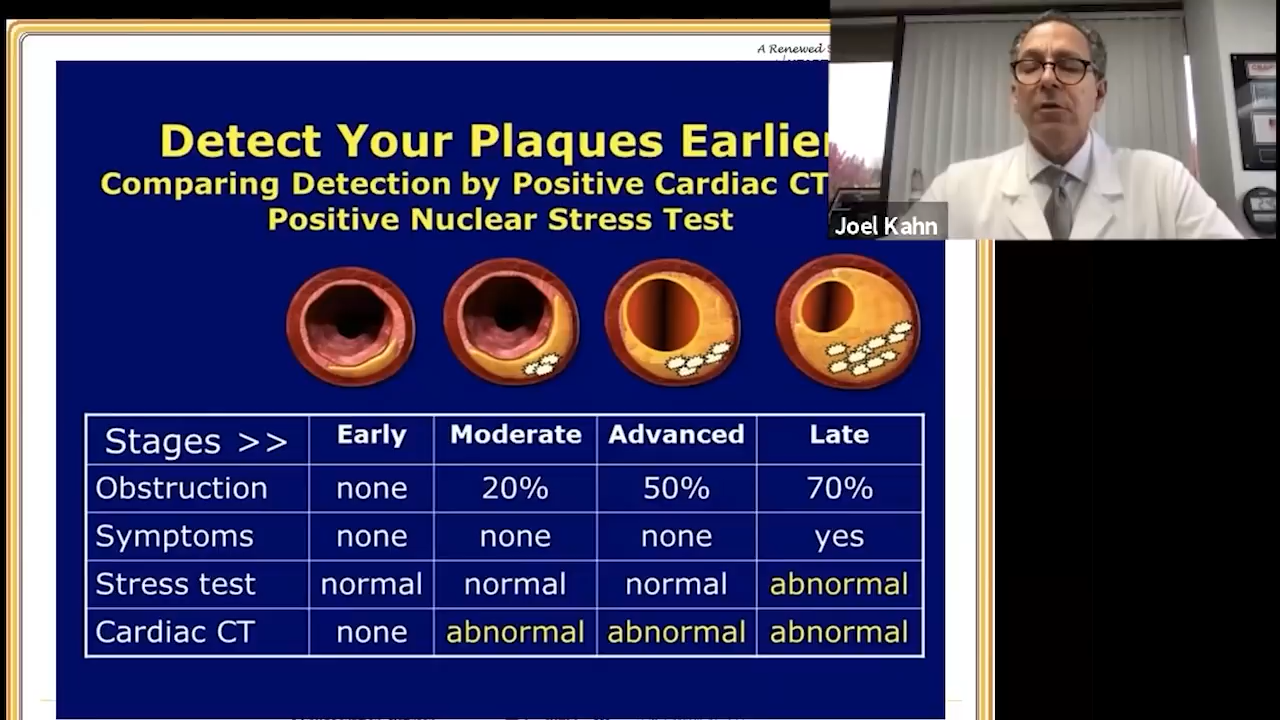 A Renewed
Detect Your Plaques Earlier
Comparing Detection by Positive Cardiac CT
Positive Nuclear Stress Test
Joel Kahn
Stages >> Early Moderate Advanced Late
Obstruction none 20% 50% 70%
Symptoms none none none yes
Stress test normal normal normal abnormal
Cardiac CT none abnormal abnormal abnormal